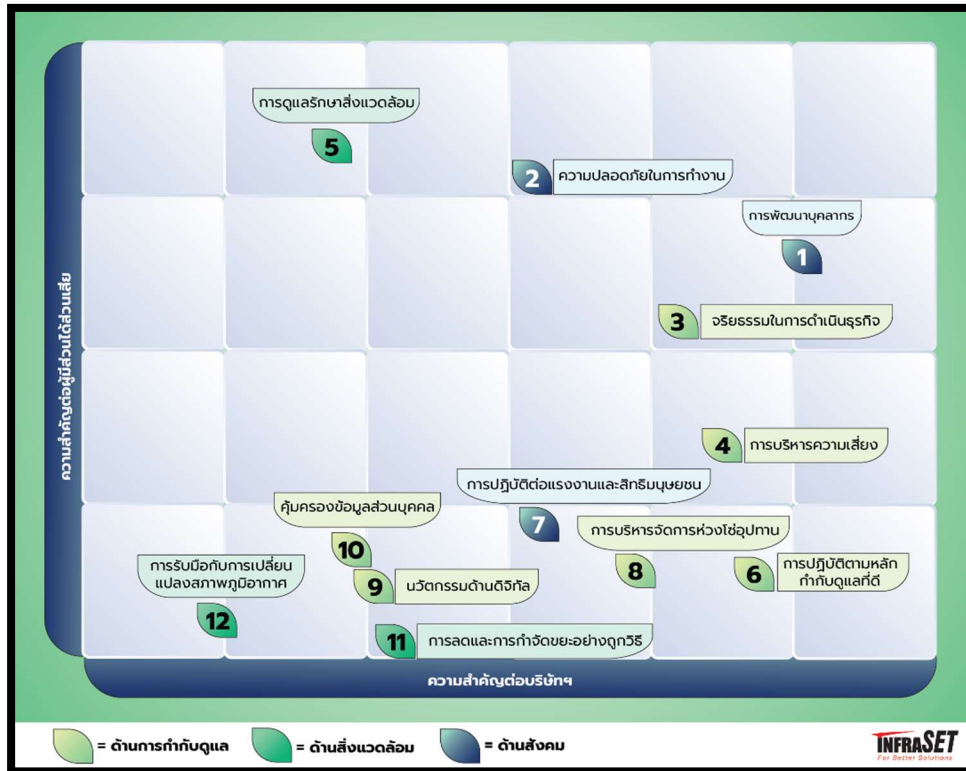 การดูแลรักษาสิ่งแวดล้อม
5
2
ความปลอดภัยในการทำงาน
การพัฒนาบุคลากร
1
3
จริยธรรมในการดำเนินธุรกิจ
ความสำคัญต่อผู้มีส่วนได้ส่วนเสีย
4
การบริหารความเสี่ยง
การปฏิบัติต่อแรงงานและสิทธิมนุษยชน
7
คุ้มครองข้อมูลส่วนบุคคล
10
การบริหารจัดการห่วงโซ่อุปทาน
8
6
การปฏิบัติตามหลัก
กำกับดูแลที่ดี
การรับมือกับการเปลี่ยน
แปลงสภาพภูมิอากาศ
12
9
นวัตกรรมด้านดิจิทัล
11
การลดและการกำจัดขยะอย่างถูกวิธี
ความสำคัญต่อบริษัทฯ
= ด้านการกำกับดูแล
= ด้านสิ่งแวดล้อม
= ด้านสังคม
INFRASET
For Better Solutions